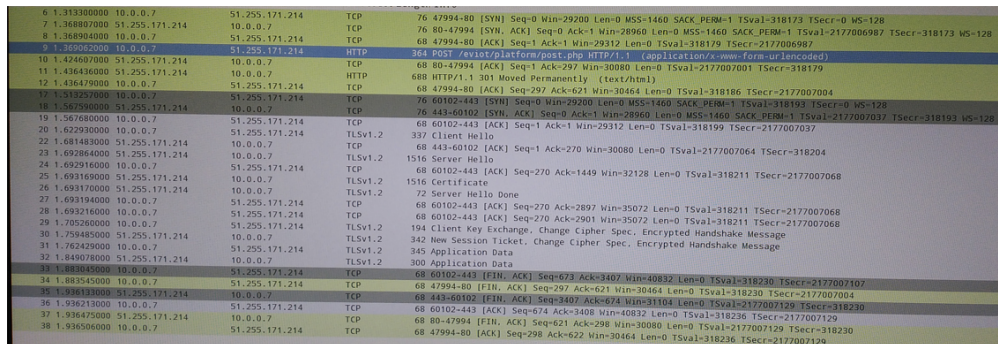 6 1.313300000 10.0.0.7 51.255.171.214 TCP 76 47994-80 [SYN] Seq=0 Win=29200 Len=0 MSS=1460 SACK_PERM=1 TSval=318173 TSecr=0 WS=128
7 1.368807000 51.255.171.214 10.0.0.7 TCP 76 80-47994 [SYN, ACK] Seq=0 Ack=1 Win=28960 Len=0 MSS=1460 SACK_PERM=1 TSval=2177006987 TSecr=318173 WS=128
8 1.368904000 10.0.0.7 51.255.171.214 TCP 68 47994-80 [ACK] Seq=1 Ack=1 Win=29312 Len=0 TSval=318179 TSecr=2177006987
9 1.369062000 10.0.0.7 51.255.171.214 HTTP 364 POST /eviot/platform/post.php HTTP/1.1 (application/x-www-form-urlencoded)
10 1.424607000 51.255.171.214 10.0.0.7 TCP 68 80-47994 [ACK] Seq=1 Ack=297 Win=30080 Len=0 TSval=2177007001 TSecr=318179
11 1.436436000 51.255.171.214 10.0.0.7 HTTP 688 HTTP/1.1 301 Moved Permanently (text/html)
12 1.436479000 10.0.0.7 51.255.171.214 TCP 68 47994-80 [ACK] Seq=297 Ack=621 Win=30464 Len=0 TSval=318186 TSecr=2177007004
17 1.513257000 10.0.0.7 51.255.171.214 TCP 76 60102-443 [SYN] Seq=0 Win=29200 Len=0 MSS=1460 SACK_PERM=1 TSval=318193 TSecr=0 WS=128
18 1.567590000 51.255.171.214 10.0.0.7 TCP 76 443-60102 [SYN, ACK] Seq=0 Ack=1 Win=28960 Len=0 MSS=1460 SACK_PERM=1 TSval=2177007037 TSecr=318193 WS=128
19 1.567680000 10.0.0.7 51.255.171.214 TCP 68 60102-443 [ACK] Seq=1 Ack=1 Win=29312 Len=0 TSval=318199 TSecr=2177007037
20 1.622930000 10.0.0.7 51.255.171.214 TLSv1.2 337 Client Hello
22 1.681483000 51.255.171.214 10.0.0.7 TCP 68 443-60102 [ACK] Seq=1 Ack=270 Win=30080 Len=0 TSval=2177007064 TSecr=318204
23 1.692864000 51.255.171.214 10.0.0.7 TLSv1.2 1516 Server Hello
24 1.692916000 10.0.0.7 51.255.171.214 TCP 68 60102-443 [ACK] Seq=270 Ack=1449 Win=32128 Len=0 TSval=318211 TSecr=2177007068
25 1.693169000 51.255.171.214 10.0.0.7 TLSv1.2 1516 Certificate
26 1.693170000 51.255.171.214 10.0.0.7 TLSv1.2 72 Server Hello Done
27 1.693194000 10.0.0.7 51.255.171.214 TCP 68 60102-443 [ACK] Seq=270 Ack=2897 Win=35072 Len=0 TSval=318211 TSecr=2177007068
28 1.693216000 10.0.0.7 51.255.171.214 TCP 68 60102-443 [ACK] Seq=270 Ack=2901 Win=35072 Len=0 TSval=318211 TSecr=2177007068
29 1.705260000 10.0.0.7 51.255.171.214 TLSv1.2 194 Client Key Exchange, Change Cipher Spec, Encrypted Handshake Message
30 1.759485000 51.255.171.214 10.0.0.7 TLSv1.2 342 New Session Ticket, Change Cipher Spec, Encrypted Handshake Message
31 1.762429000 10.0.0.7 51.255.171.214 TLSv1.2 345 Application Data
32 1.849078000 51.255.171.214 10.0.0.7 TLSv1.2 300 Application Data
33 1.883045000 10.0.0.7 51.255.171.214 TCP 68 60102-443 [FIN, ACK] Seq=673 Ack=3407 Win=40832 Len=0 TSval=318230 TSecr=2177007107
34 1.883545000 10.0.0.7 51.255.171.214 TCP 68 47994-80 [FIN, ACK] Seq=297 Ack=621 Win=30464 Len=0 TSval=318230 TSecr=2177007004
35 1.936133000 51.255.171.214 10.0.0.7 TCP 68 443-60102 [FIN, ACK] Seq=3407 Ack=674 Win=31104 Len=0 TSval=2177007129 TSecr=318230
36 1.936213000 10.0.0.7 51.255.171.214 TCP 68 60102-443 [ACK] Seq=674 Ack=3408 Win=40832 Len=0 TSval=318236 TSecr=2177007129
37 1.936475000 51.255.171.214 10.0.0.7 TCP 68 80-47994 [FIN, ACK] Seq=621 Ack=298 Win=30080 Len=0 TSval=2177007129 TSecr=318230
38 1.936506000 10.0.0.7 51.255.171.214 TCP 68 47994-80 [ACK] Seq=298 Ack=622 Win=30464 Len=0 TSval=318236 TSecr=2177007129